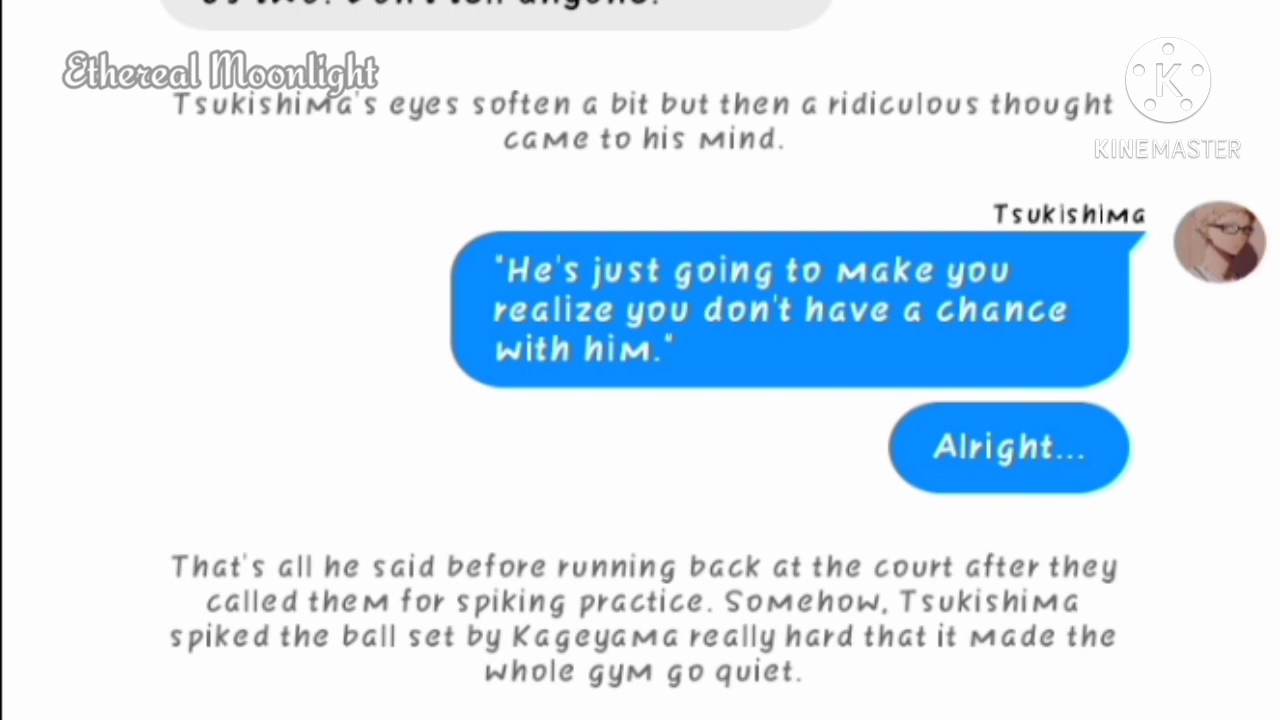 Ethereal Moonlight
K
KINEMASTER
Tsukishima's eyes soften a bit but then a ridiculous thought
came to his mind.
Tsukishima
"He's just going to make you
realize you don't have a chance
with him."
Alright...
That's all he said before running back at the court after they
called them for spiking practice. Somehow, Tsukishima
spiked the ball set by Kageyama really hard that it made the
whole gym go quiet.